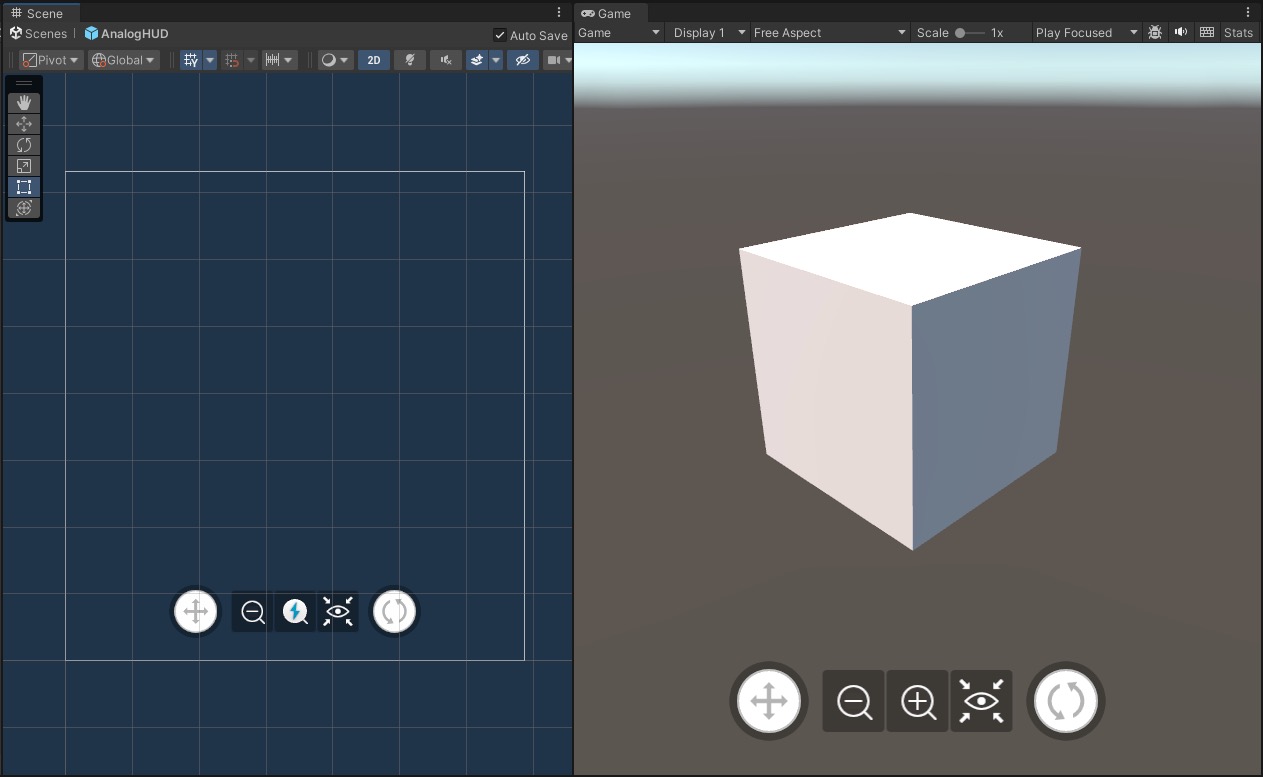 Scene
Scenes | AnalogHUD
Auto Save
Pivot Global 2D
Game
Game Display 1 Free Aspect Scale 1x Play Focused Stats